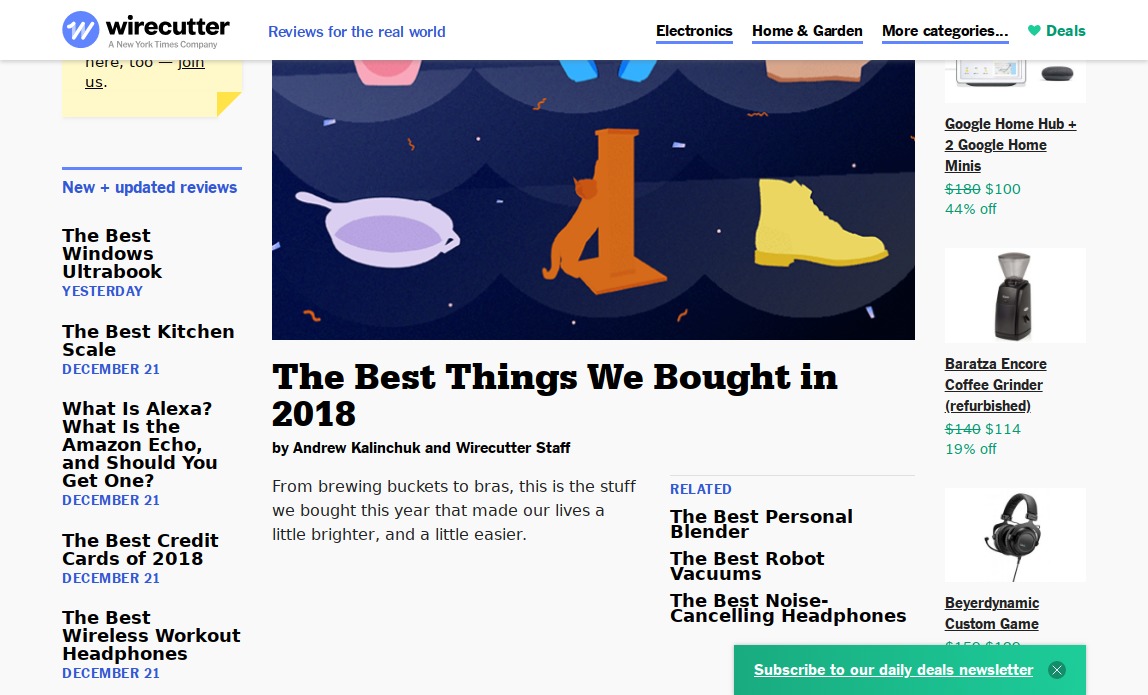 wirecutter
A New York Times Company
Reviews for the real world
Electronics
Home & Garden
More categories...
Deals
here, too — join
us.
New + updated reviews
The Best
Windows
Ultrabook
YESTERDAY
The Best Kitchen
Scale
DECEMBER 21
What Is Alexa?
What Is the
Amazon Echo,
and Should You
Get One?
DECEMBER 21
The Best Credit
Cards of 2018
DECEMBER 21
The Best
Wireless Workout
Headphones
DECEMBER 21
The Best Things We Bought in
2018
by Andrew Kalinchuk and Wirecutter Staff
From brewing buckets to bras, this is the stuff
we bought this year that made our lives a
little brighter, and a little easier.
RELATED
The Best Personal
Blender
The Best Robot
Vacuums
The Best Noise-
Cancelling Headphones
Google Home Hub +
2 Google Home
Minis
$180 $100
44% off
Baratza Encore
Coffee Grinder
(refurbished)
$140 $114
19% off
Beyerdynamic
Custom Game
Subscribe to our daily deals newsletter